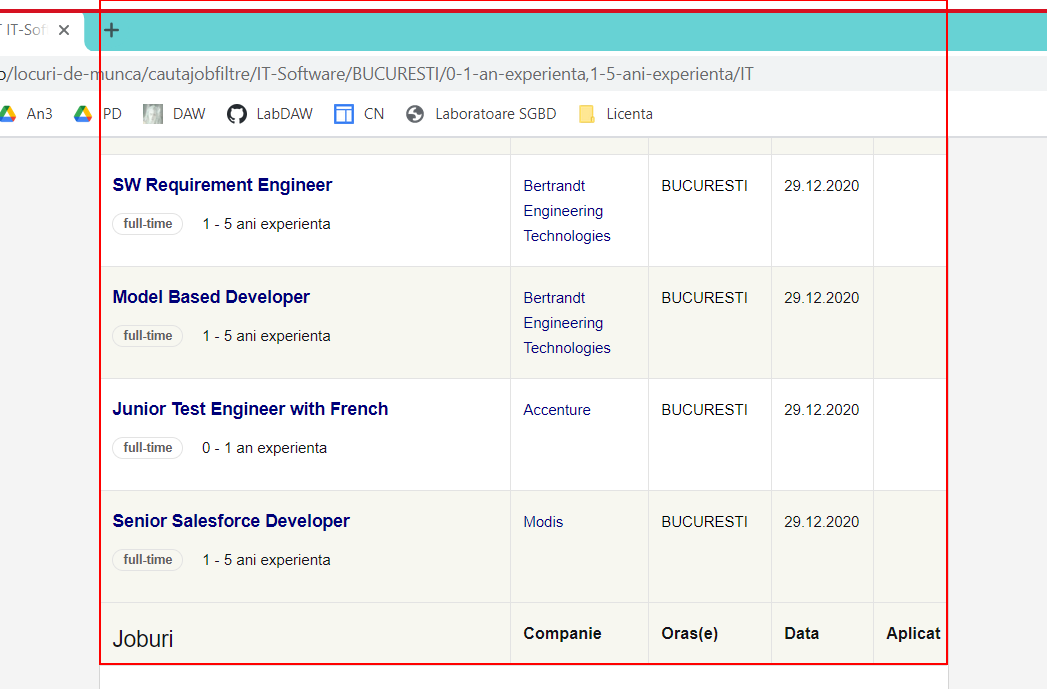 T IT-Sof
o/locuri-de-munca/cautajobfiltre/IT-Software/BUCURESTI/0-1-an-experienta,1-5-ani-experienta/IT
An3 PD DAW LabDAW CN Laboratoare SGBD Licenta
SW Requirement Engineer Bertrandt BUCURESTI 29.12.2020
Engineering
full-time 1 - 5 ani experienta
Technologies
Model Based Developer Bertrandt BUCURESTI 29.12.2020
Engineering
full-time 1 - 5 ani experienta
Technologies
Junior Test Engineer with French Accenture BUCURESTI 29.12.2020
full-time 0 - 1 an experienta
Senior Salesforce Developer Modis BUCURESTI 29.12.2020
full-time 1 - 5 ani experienta
Joburi Companie Oras(e) Data Aplicat